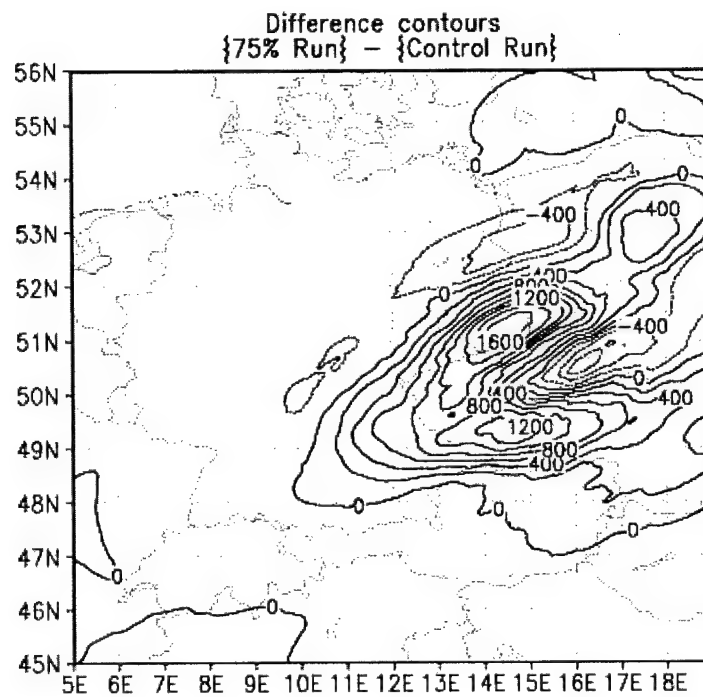 Difference contours
{75% Run} - {Control Run}
56N
55N
54N
53N
52N
51N
50N
49N
48N
47N
46N
45N
5E 6E 7E 8E 9E 10E 11E 12E 13E 14E 15E 16E 17E 18E
0
0
0
-400
400
400
0
800
1200
1600
-400
0
400
400
800
1200
800
400
0
0
0
0
0